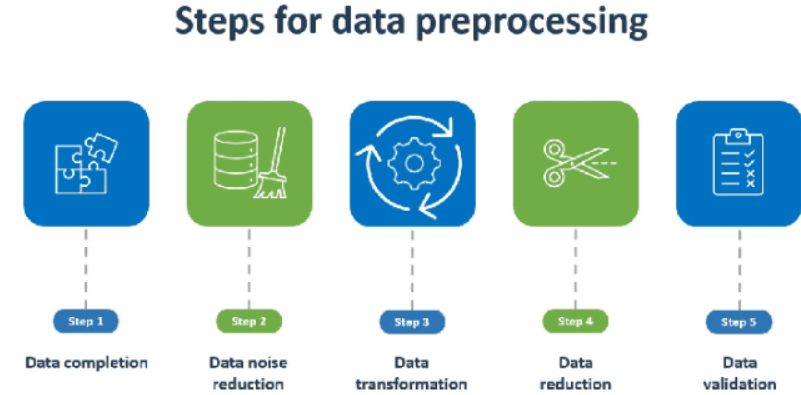 Steps for data preprocessing
Step 1
Step 2
Step 3
Step 4
Step 5
Data completion
Data noise
reduction
Data
transformation
Data
reduction
Data
validation